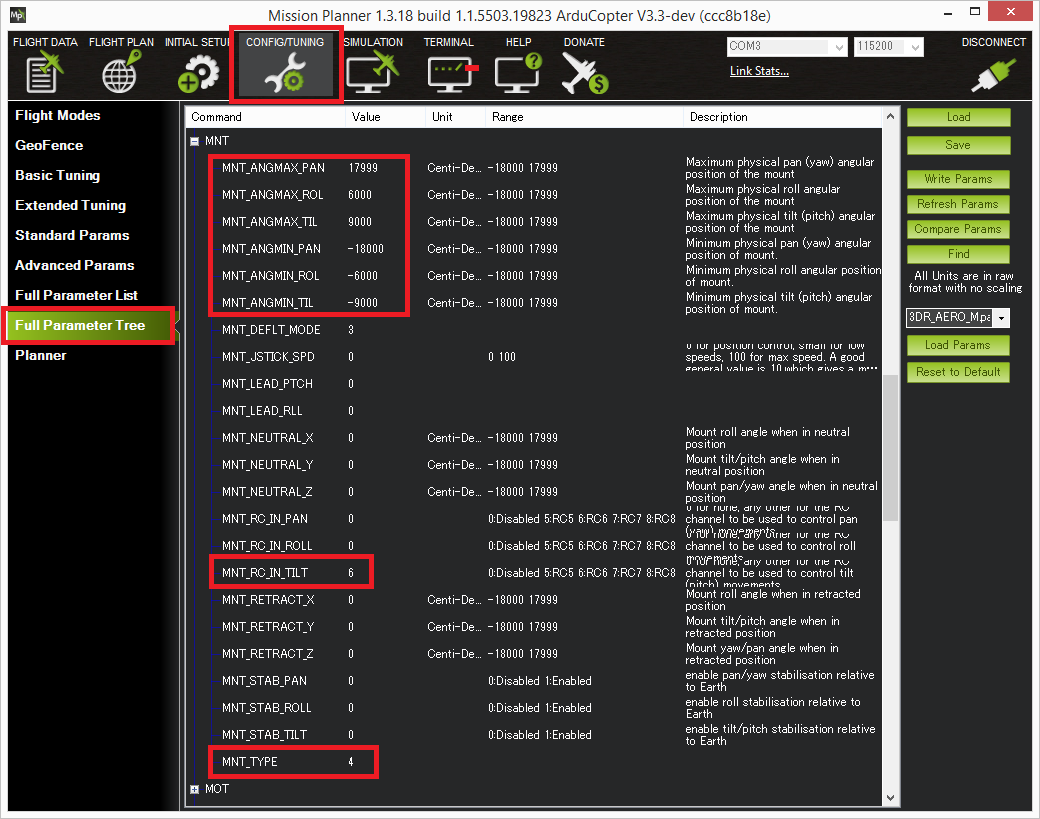 Mp
Mission Planner 1.3.18 build 1.1.5503.19823 ArduCopter V3.3-dev (ccc8b18e)
FLIGHT DATA FLIGHT PLAN INITIAL SETU CONFIG/TUNING SIMULATION TERMINAL HELP DONATE COM3 115200 DISCONNECT
Link Stats...
Flight Modes
GeoFence
Basic Tuning
Extended Tuning
Standard Params
Advanced Params
Full Parameter List
Full Parameter Tree
Planner
Command Value Unit Range Description
MNT
MNT_ANGMAX_PAN 17999 Centi-De... -18000 17999 Maximum physical pan (yaw) angular
position of the mount
MNT_ANGMAX_ROL 6000 Centi-De... -18000 17999 Maximum physical roll angular
position of the mount
MNT_ANGMAX_TIL 9000 Centi-De... -18000 17999 Maximum physical tilt (pitch) angular
position of the mount
MNT_ANGMIN_PAN -18000 Centi-De... -18000 17999 Minimum physical pan (yaw) angular
position of mount.
MNT_ANGMIN_ROL -6000 Centi-De... -18000 17999 Minimum physical roll angular position
of mount.
MNT_ANGMIN_TIL -9000 Centi-De... -18000 17999 Minimum physical tilt (pitch) angular
position of mount.
MNT_DEFLT_MODE 3
MNT_JSTICK_SPD 0 0 100 0 for position control, small for low
speeds, 100 for max speed. A good
general value is 10 which gives a m...
MNT_LEAD_PTCH 0
MNT_LEAD_RLL 0
MNT_NEUTRAL_X 0 Centi-De... -18000 17999 Mount roll angle when in neutral
position
MNT_NEUTRAL_Y 0 Centi-De... -18000 17999 Mount tilt/pitch angle when in
neutral position
MNT_NEUTRAL_Z 0 Centi-De... -18000 17999 Mount pan/yaw angle when in neutral
position
MNT_RC_IN_PAN 0 0:Disabled 5:RC5 6:RC6 7:RC7 8:RC8 0 for none, any other for the RC
channel to be used to control pan
(yaw) movements
MNT_RC_IN_ROLL 0 0:Disabled 5:RC5 6:RC6 7:RC7 8:RC8 0 for none, any other for the RC
channel to be used to control roll
movements
MNT_RC_IN_TILT 6 0:Disabled 5:RC5 6:RC6 7:RC7 8:RC8 0 for none, any other for the RC
channel to be used to control tilt
(pitch) movements
MNT_RETRACT_X 0 Centi-De... -18000 17999 Mount roll angle when in retracted
position
MNT_RETRACT_Y 0 Centi-De... -18000 17999 Mount tilt/pitch angle when in
retracted position
MNT_RETRACT_Z 0 Centi-De... -18000 17999 Mount yaw/pan angle when in
retracted position
MNT_STAB_PAN 0 0:Disabled 1:Enabled enable pan/yaw stabilisation relative
to Earth
MNT_STAB_ROLL 0 0:Disabled 1:Enabled enable roll stabilisation relative to
Earth
MNT_STAB_TILT 0 0:Disabled 1:Enabled enable tilt/pitch stabilisation relative
to Earth
MNT_TYPE 4
MOT
Load
Save
Write Params
Refresh Params
Compare Params
Find
All Units are in raw
format with no scaling
3DR_AERO_M.pa
Load Params
Reset to Default